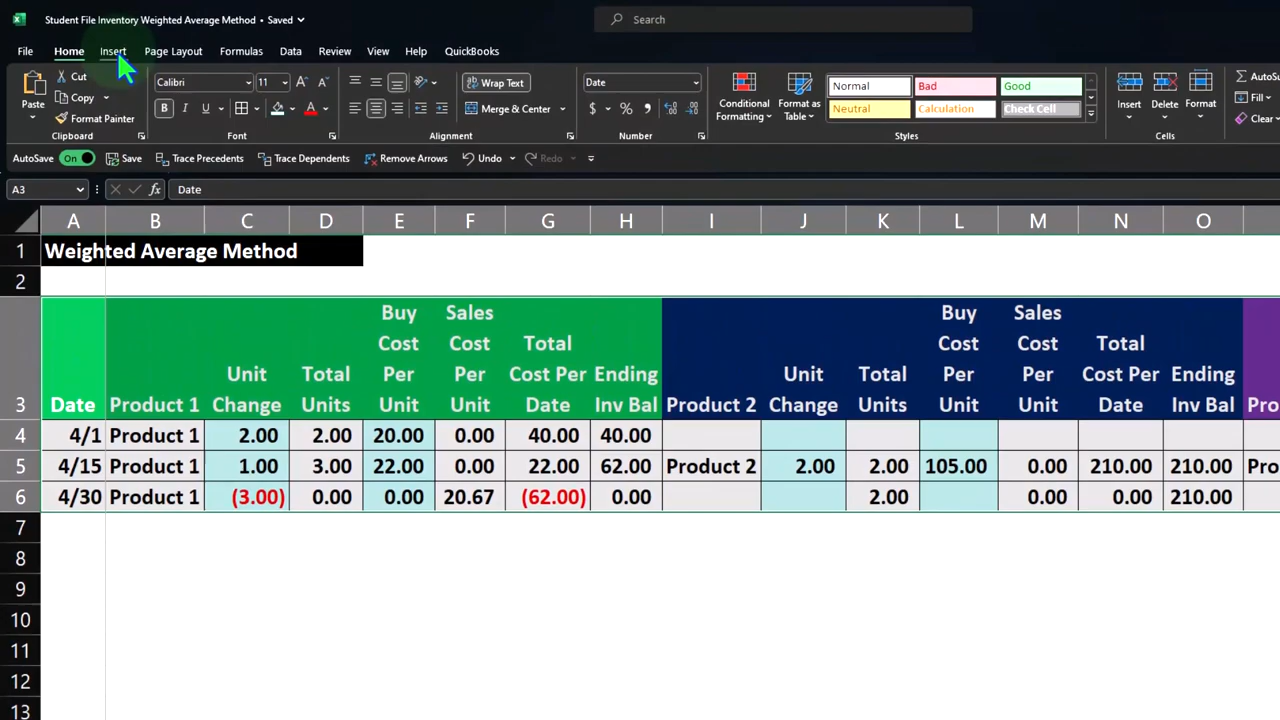 Student File Inventory Weighted Average Method • Saved
Search
File Home Insert Page Layout Formulas Data Review View Help QuickBooks
Paste
Cut
Copy
Format Painter
Clipboard
Calibri 11
B I U
Font
Wrap Text
Merge & Center
Alignment
Date
$ %
Number
Conditional Formatting
Format as Table
Normal Bad Good
Neutral Calculation Check Cell
Styles
Insert Delete Format
Cells
AutoSu
Fill
Clear
AutoSave On Save Trace Precedents Trace Dependents Remove Arrows Undo Redo
A3 fx Date
A B C D E F G H I J K L M N O
1 Weighted Average Method
2
3 Date Product 1 Unit Change Total Units Buy Cost Per Unit Sales Cost Per Unit Total Cost Per Date Ending Inv Bal Product 2 Unit Change Total Units Buy Cost Per Unit Sales Cost Per Unit Total Cost Per Date Ending Inv Bal Pro
4 4/1 Product 1 2.00 2.00 20.00 0.00 40.00 40.00
5 4/15 Product 1 1.00 3.00 22.00 0.00 22.00 62.00 Product 2 2.00 2.00 105.00 0.00 210.00 210.00 Pro
6 4/30 Product 1 (3.00) 0.00 0.00 20.67 (62.00) 0.00 2.00 0.00 0.00 210.00
7
8
9
10
11
12
13